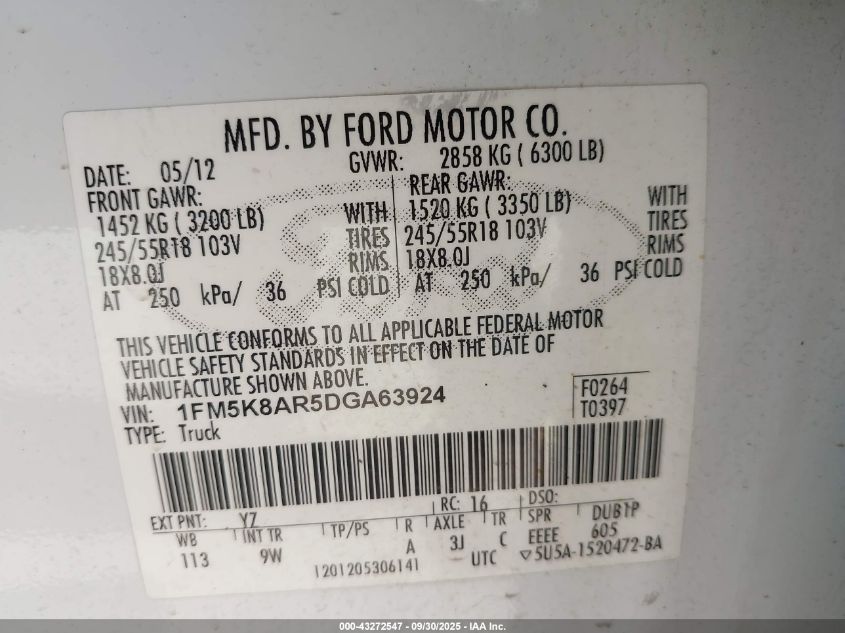 MFD. BY FORD MOTOR CO.
DATE: 05/12 GVWR: 2858 KG ( 6300 LB)
FRONT GAWR: REAR GAWR:
1452 KG ( 3200 LB) WITH 1520 KG ( 3350 LB) WITH
245/55R18 103V TIRES 245/55R18 103V TIRES
18X8.0J RIMS 18X8.0J RIMS
AT 250 kPa/ 36 PSI COLD AT 250 kPa/ 36 PSI COLD
THIS VEHICLE CONFORMS TO ALL APPLICABLE FEDERAL MOTOR
VEHICLE SAFETY STANDARDS IN EFFECT ON THE DATE OF
MANUFACTURE SHOWN ABOVE.
VIN: 1FM5K8AR5DGA63924 F0264
TYPE: Truck T0397
EXT PNT: YZ RC: 16 DSO:
WB INT TR TP/PS R AXLE TR SPR DUB1P
113 9W A 3J C EEEE 605
1201205306141 UTC ▽5U5A-1520472-BA
000-43272547 - 09/30/2025 - IAA Inc.